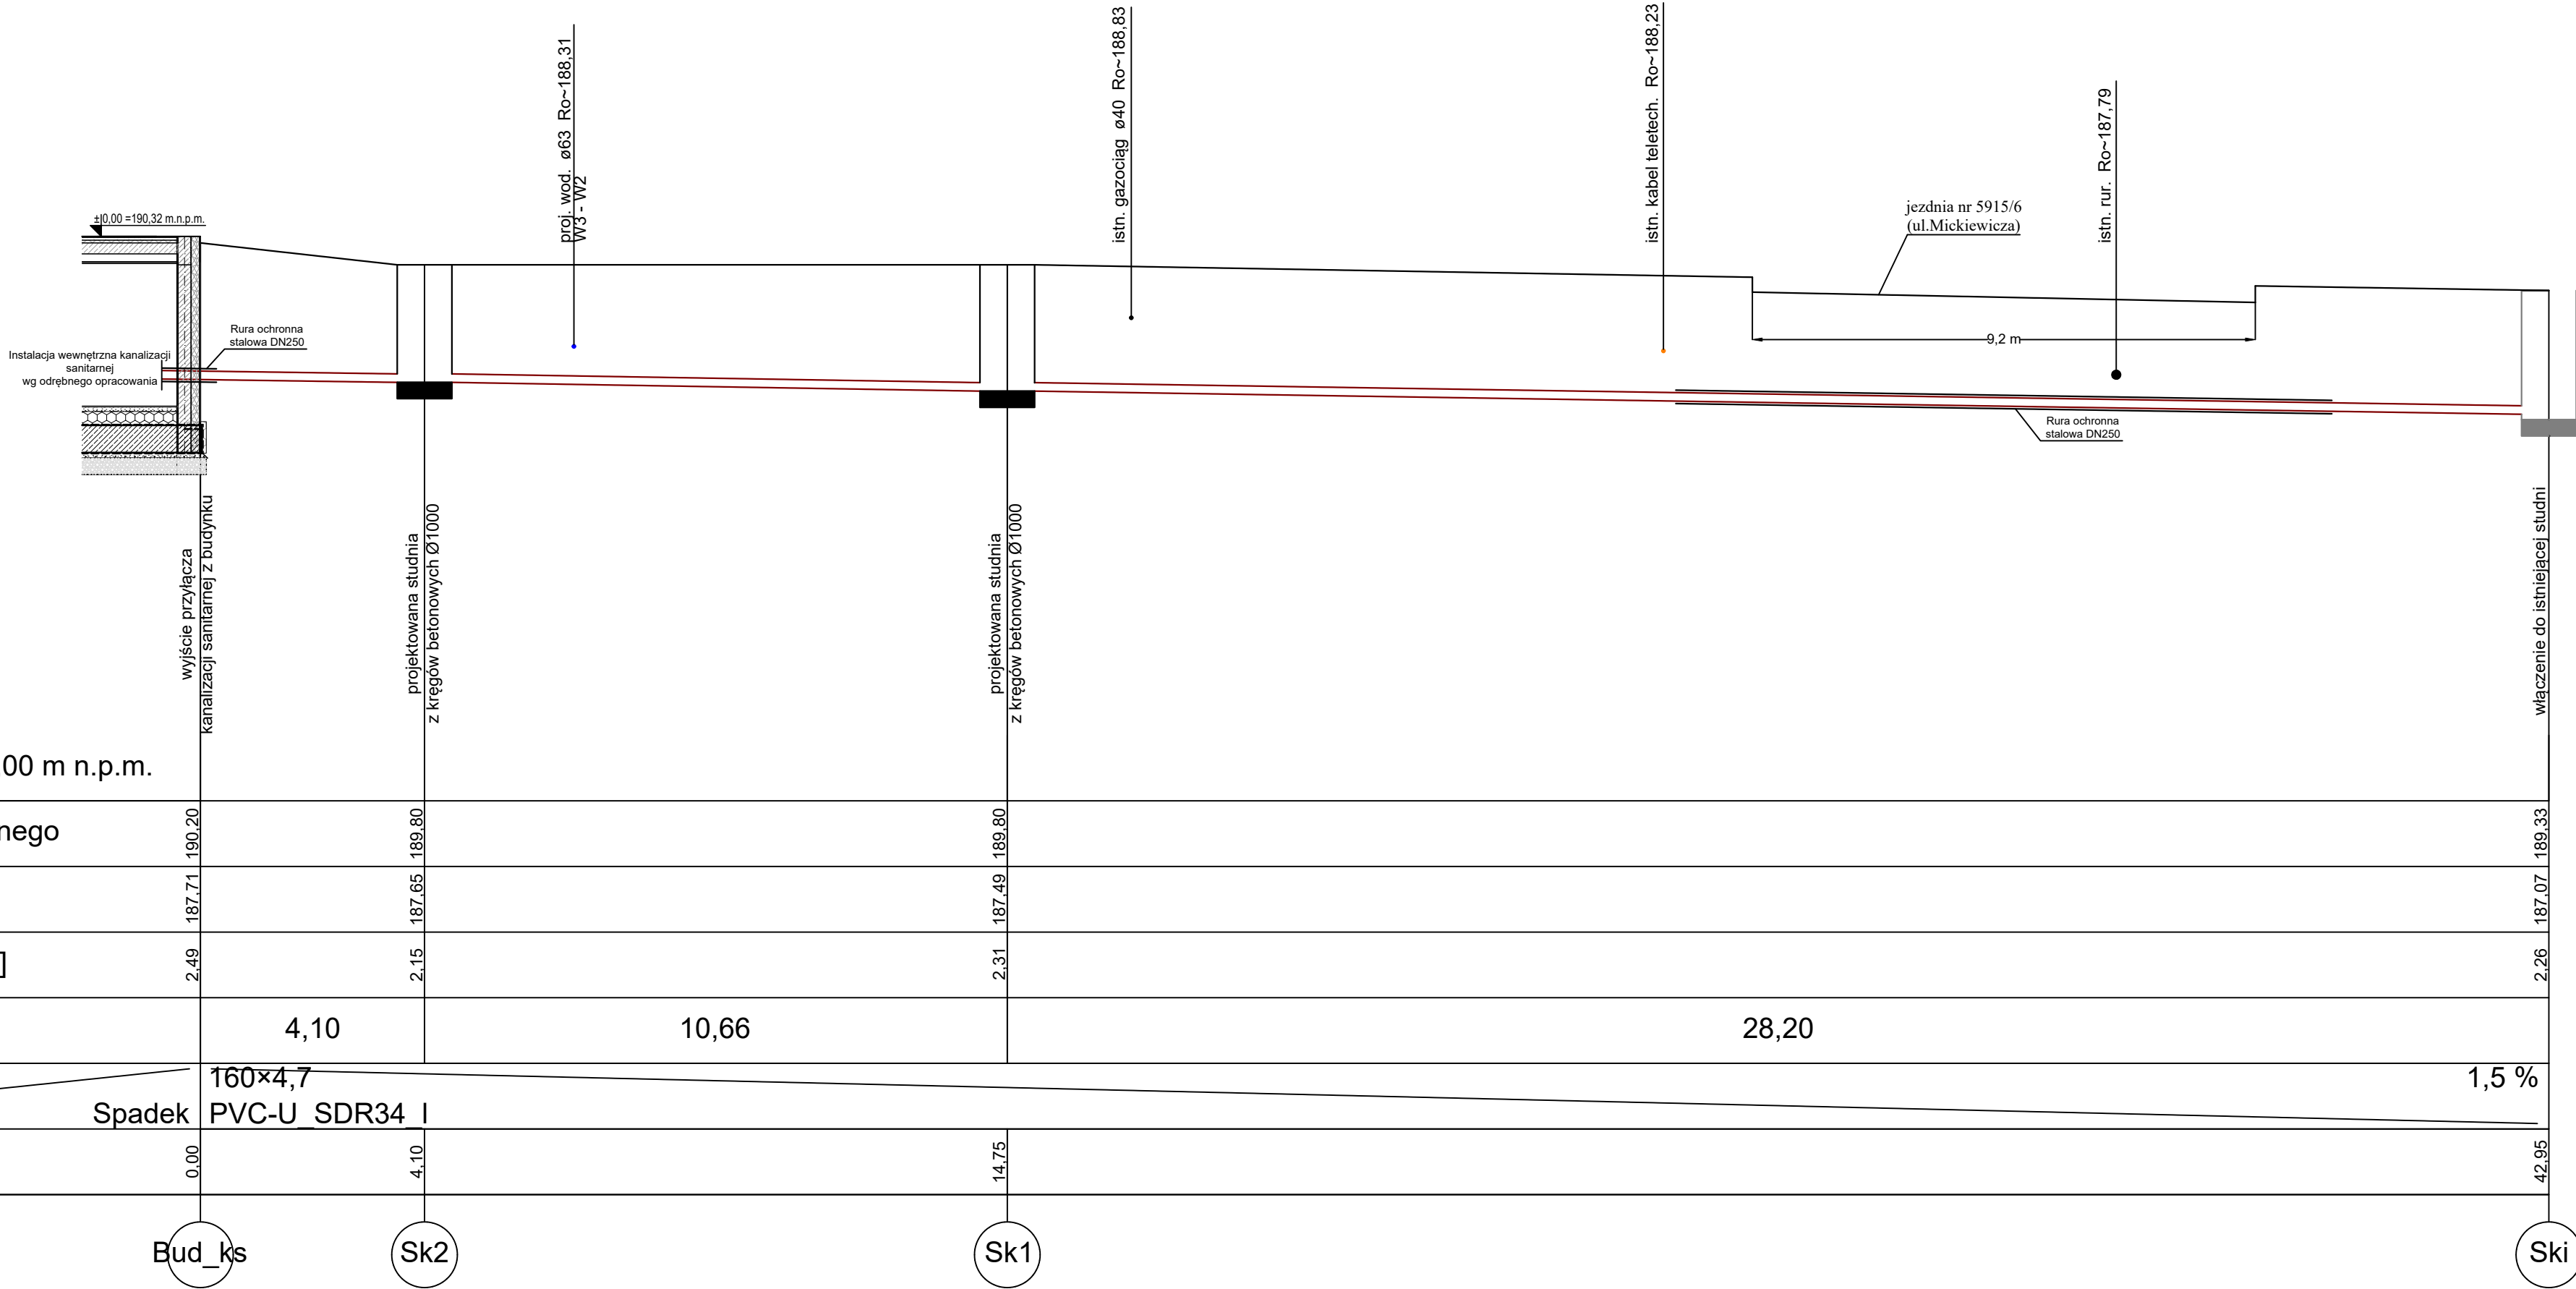 proj. wod. ø63 Ro~188,31
W3 - W2
istn. gazociąg ø40 Ro~188,83
istn. kabel teletech. Ro~188,23
istn. rur. Ro~187,79
jezdnia nr 5915/6
(ul.Mickiewicza)
±0,00 =190,32 m.n.p.m.
Rura ochronna
stalowa DN250
Instalacja wewnętrzna kanalizacji
sanitarnej
wg odrębnego opracowania
9,2 m
Rura ochronna
stalowa DN250
wyjście przyłącza
kanalizacji sanitarnej z budynku
projektowana studnia
z kręgów betonowych Ø1000
projektowana studnia
z kręgów betonowych Ø1000
włączenie do istniejącej studni
00 m n.p.m.
nego
190,20 189,80 189,80 189,33
187,71 187,65 187,49 187,07
]
2,49 2,15 2,31 2,26
4,10 10,66 28,20
160×4,7 1,5 %
Spadek PVC-U_SDR34_I
0,00 4,10 14,75 42,95
Bud_ks Sk2 Sk1 Ski